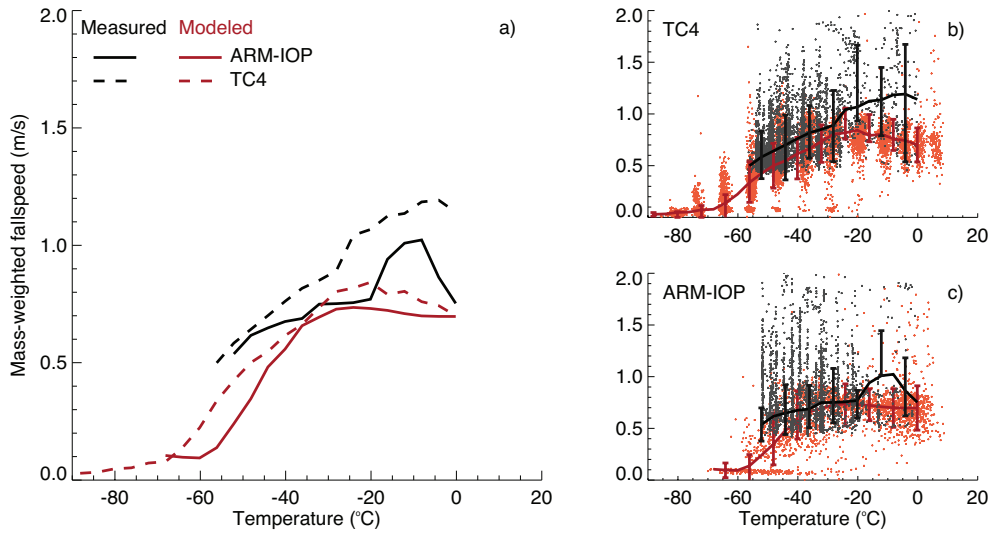 Measured Modeled
ARM-IOP
TC4
a)
Mass-weighted fallspeed (m/s)
2.0
1.5
1.0
0.5
0.0
-80 -60 -40 -20 0 20
Temperature (°C)
TC4 b)
2.0
1.5
1.0
0.5
0.0
-80 -60 -40 -20 0 20
ARM-IOP c)
2.0
1.5
1.0
0.5
0.0
-80 -60 -40 -20 0 20
Temperature (°C)